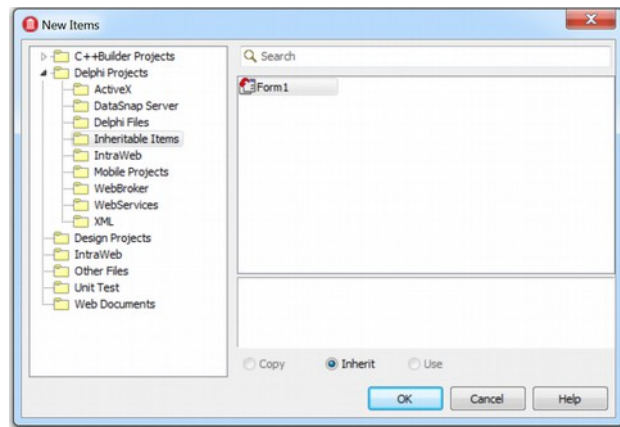 New Items
C++Builder Projects
Delphi Projects
ActiveX
DataSnap Server
Delphi Files
Inheritable Items
IntraWeb
Mobile Projects
WebBroker
WebServices
XML
Design Projects
IntraWeb
Other Files
Unit Test
Web Documents
Search
Form1
Copy Inherit Use
OK Cancel Help